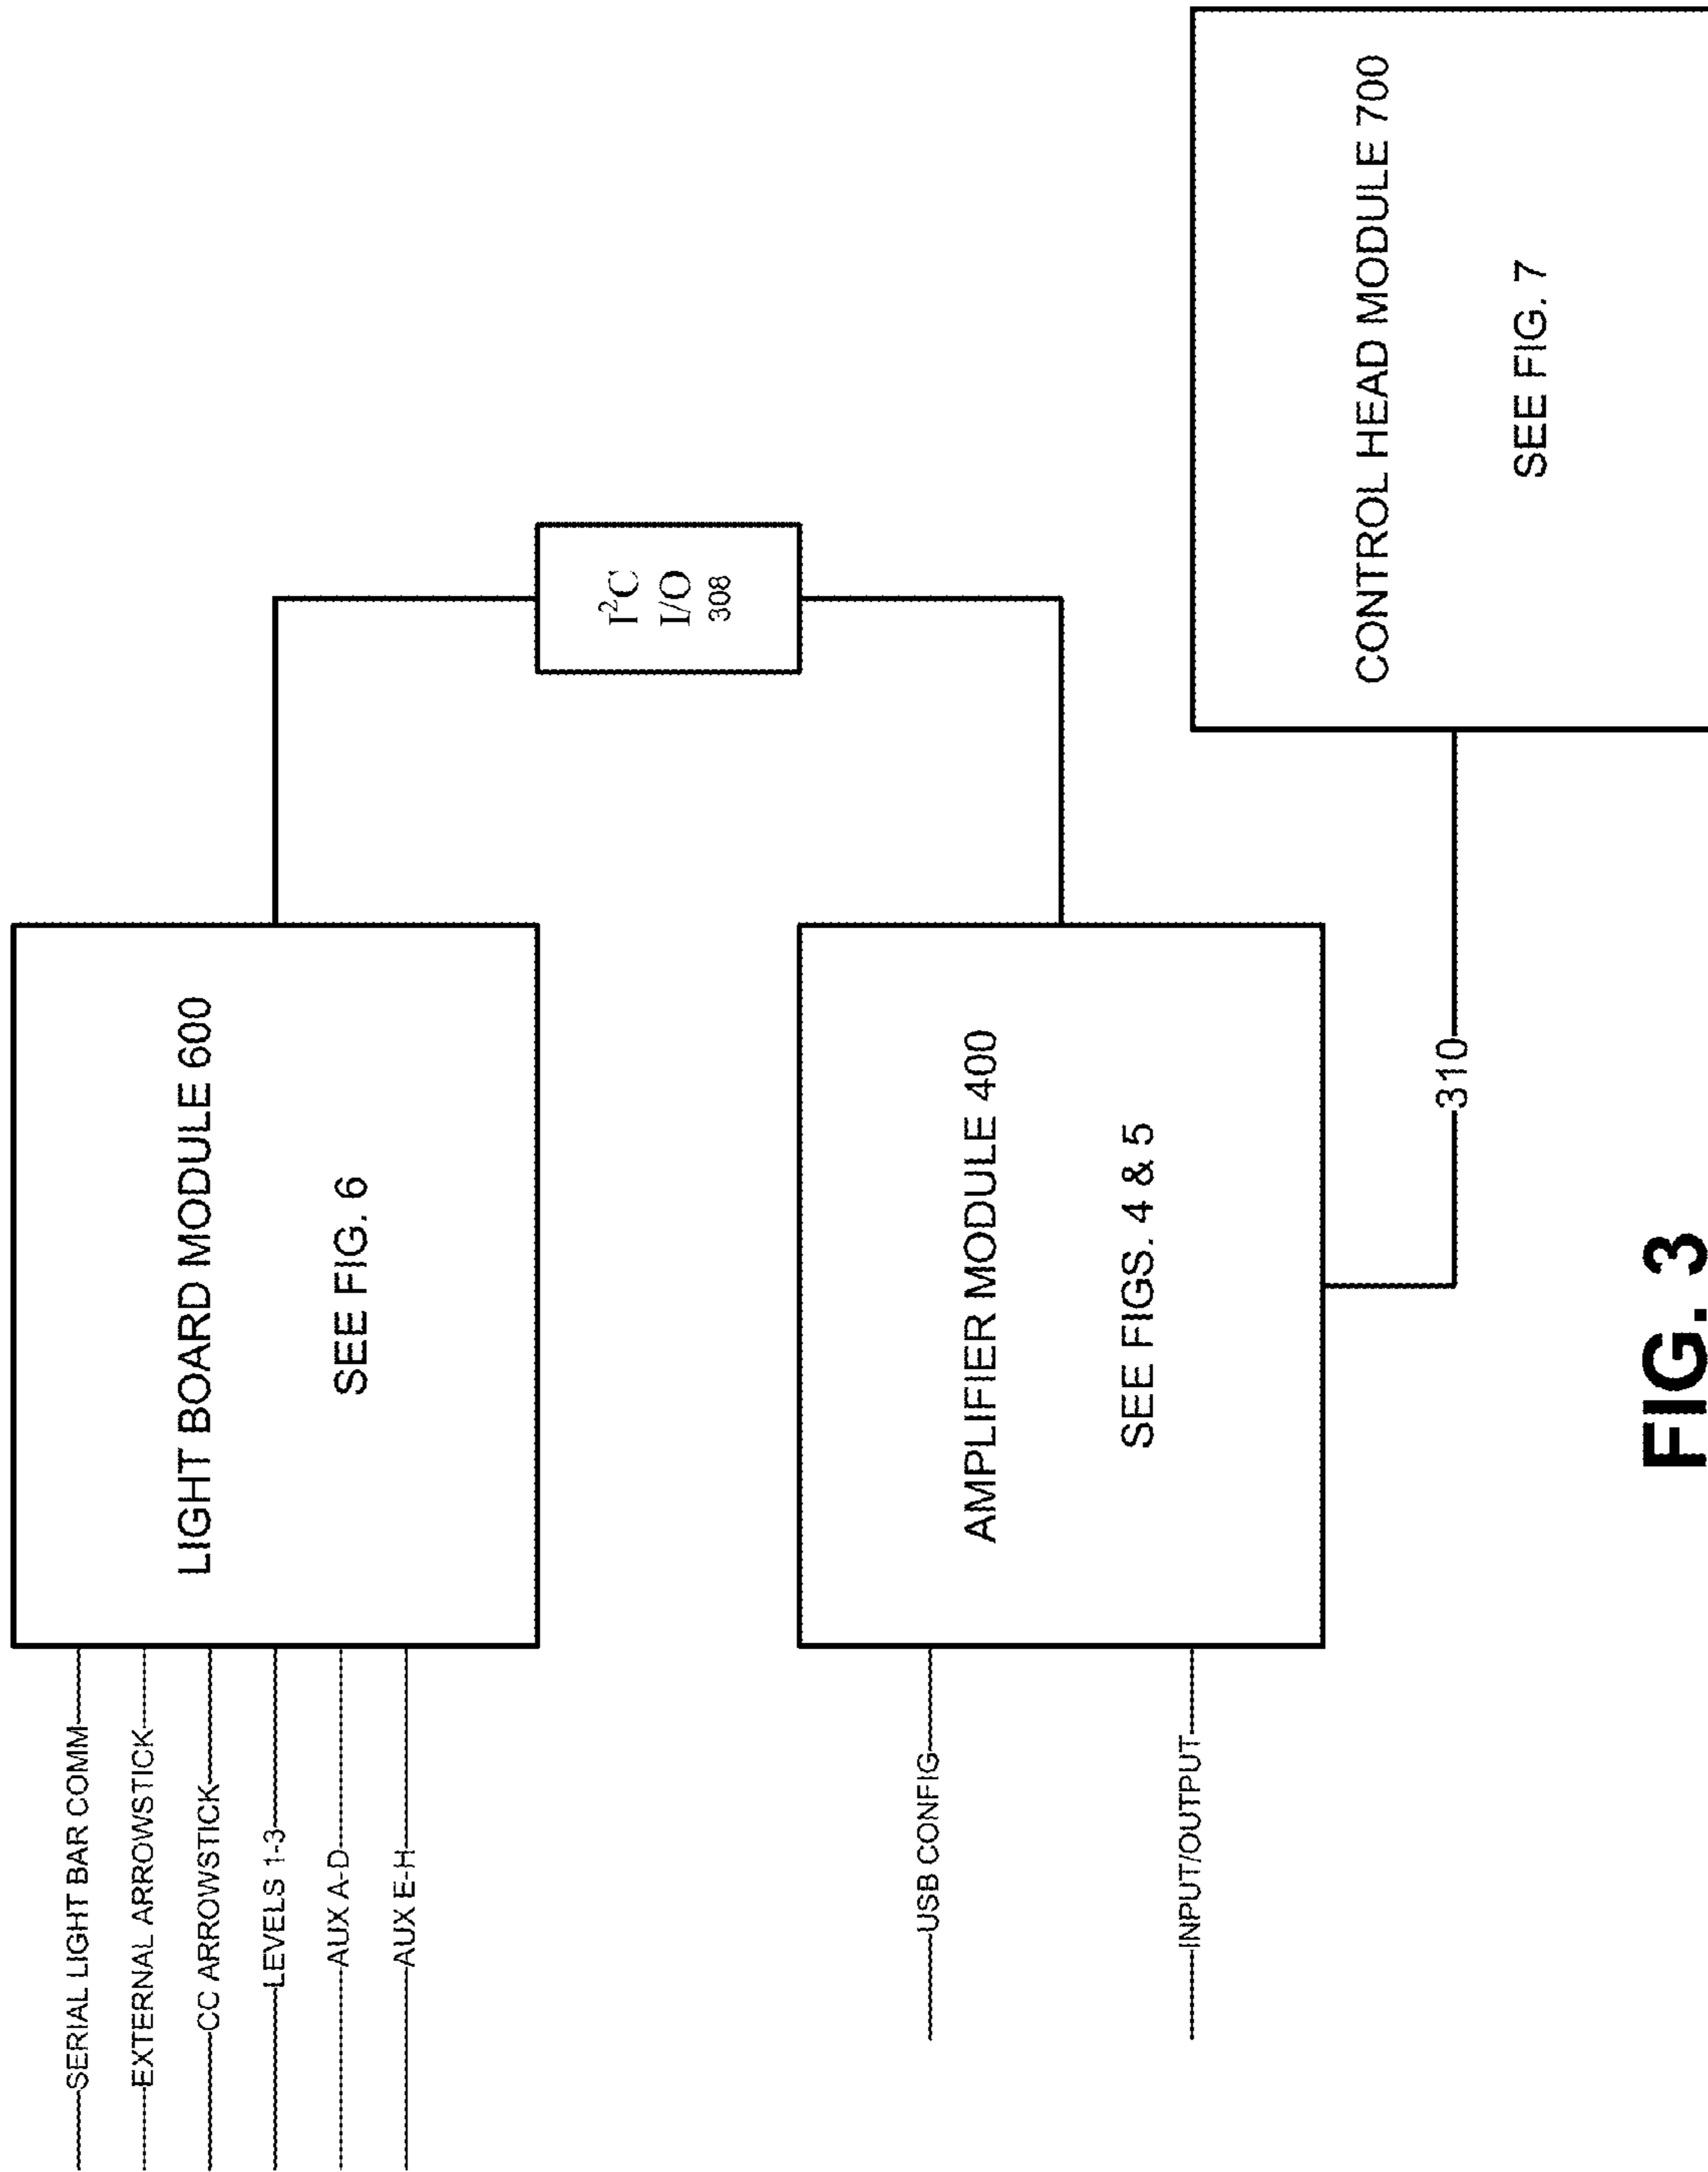 SERIAL LIGHT BAR COMM
EXTERNAL ARROWSTICK
CC ARROWSTICK
LEVELS 1-3
AUX A-D
AUX E-H
LIGHT BOARD MODULE 600
SEE FIG. 6
I²C
I/O
308
USB CONFIG
INPUT/OUTPUT
AMPLIFIER MODULE 400
SEE FIGS. 4 & 5
310
CONTROL HEAD MODULE 700
SEE FIG. 7
FIG. 3